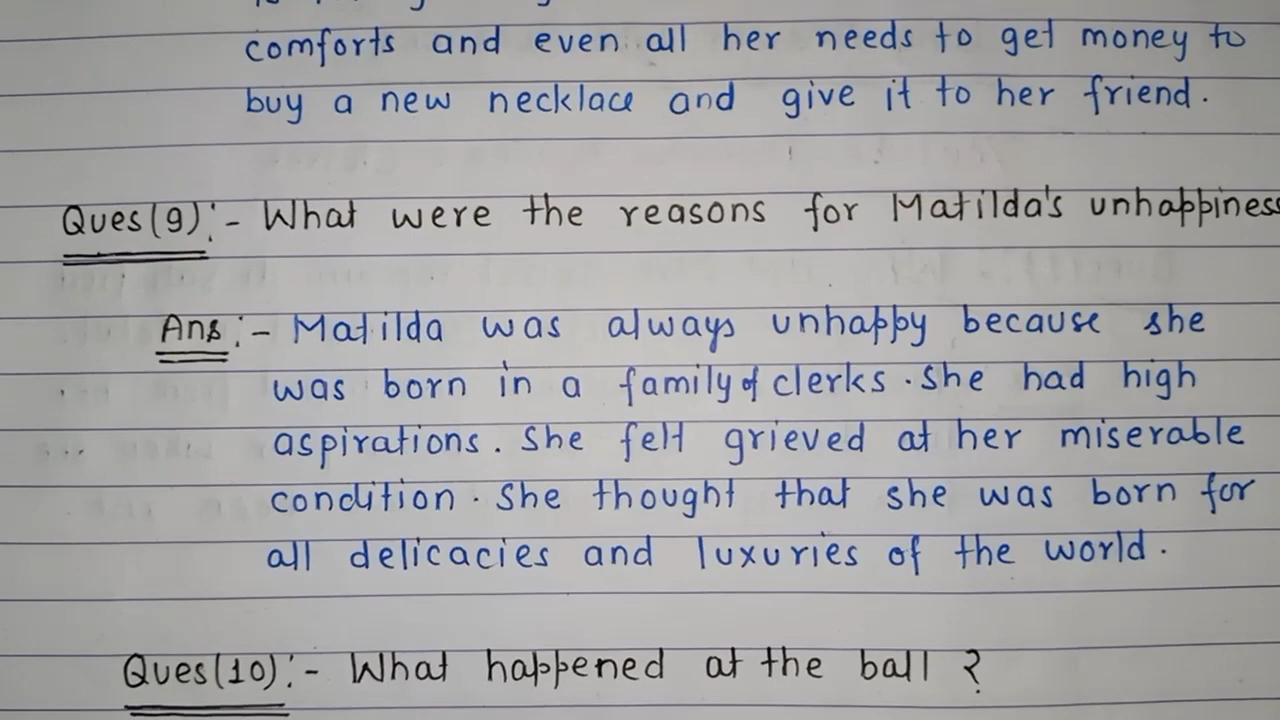 comforts and even all her needs to get money to
buy a new necklace and give it to her friend.
Ques(9):- What were the reasons for Matilda's unhappiness
Ans:- Matilda was always unhappy because she
was born in a family of clerks. She had high
aspirations. She felt grieved at her miserable
condition. She thought that she was born for
all delicacies and luxuries of the world.
Ques(10):- What happened at the ball ?